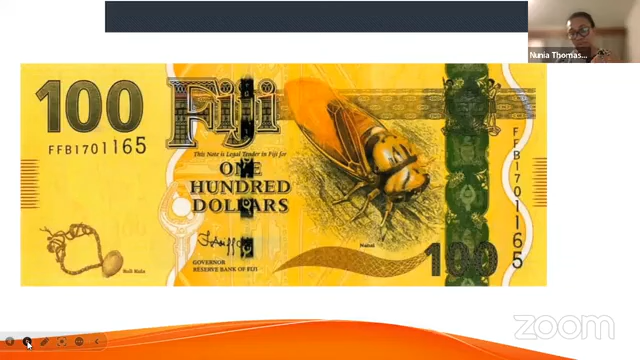 Nunia Thomas...
100
FFB1701165
Fiji
This Note is Legal Tender in Fiji for
ONE
HUNDRED
DOLLARS
GOVERNOR
RESERVE BANK OF FIJI
Nanai
100
FFB1701165
zoom